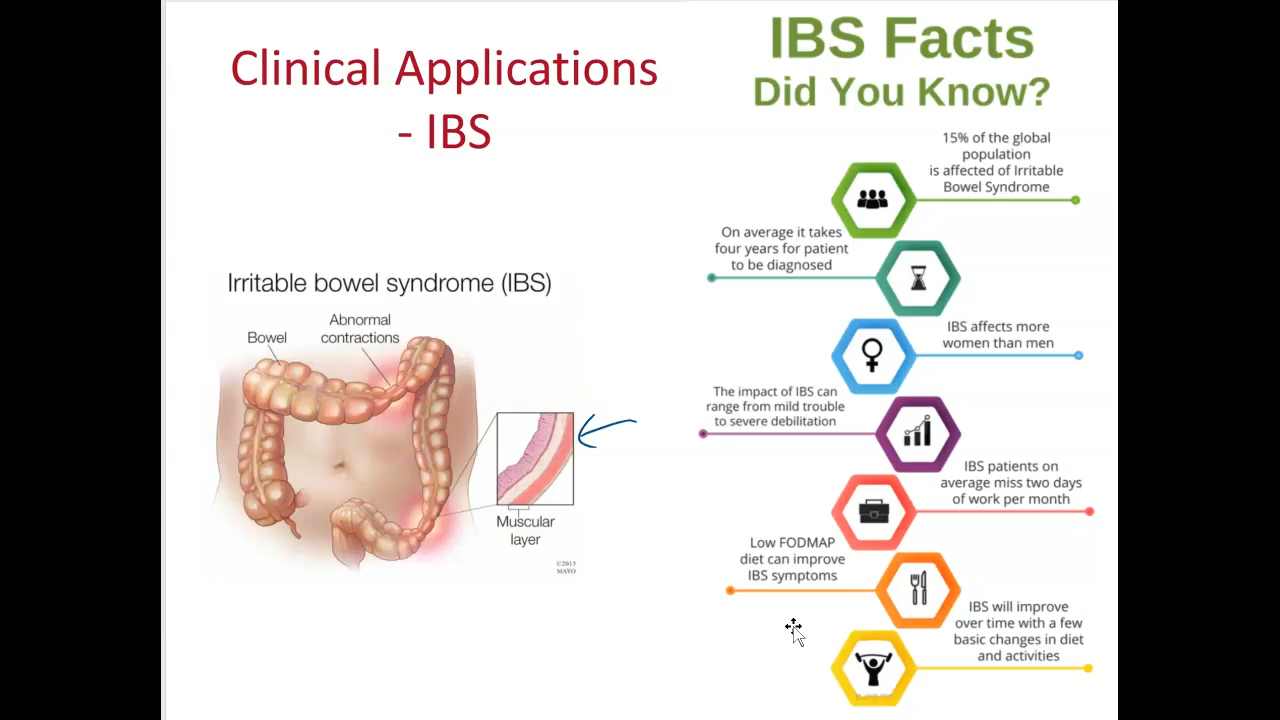 Clinical Applications
- IBS
Irritable bowel syndrome (IBS)
Bowel
Abnormal
contractions
Muscular
layer
©2015
MAYO
IBS Facts
Did You Know?
15% of the global
population
is affected of Irritable
Bowel Syndrome
On average it takes
four years for patient
to be diagnosed
IBS affects more
women than men
The impact of IBS can
range from mild trouble
to severe debilitation
IBS patients on
average miss two days
of work per month
Low FODMAP
diet can improve
IBS symptoms
IBS will improve
over time with a few
basic changes in diet
and activities